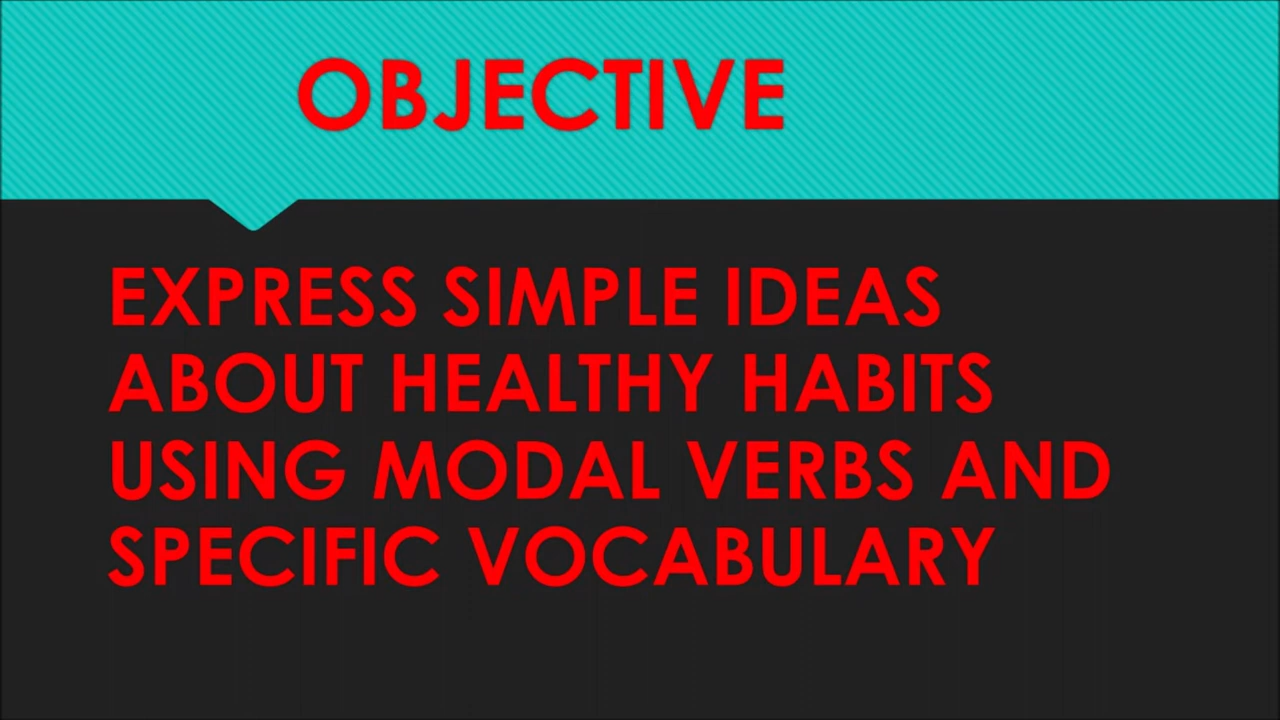 OBJECTIVE
EXPRESS SIMPLE IDEAS
ABOUT HEALTHY HABITS
USING MODAL VERBS AND
SPECIFIC VOCABULARY